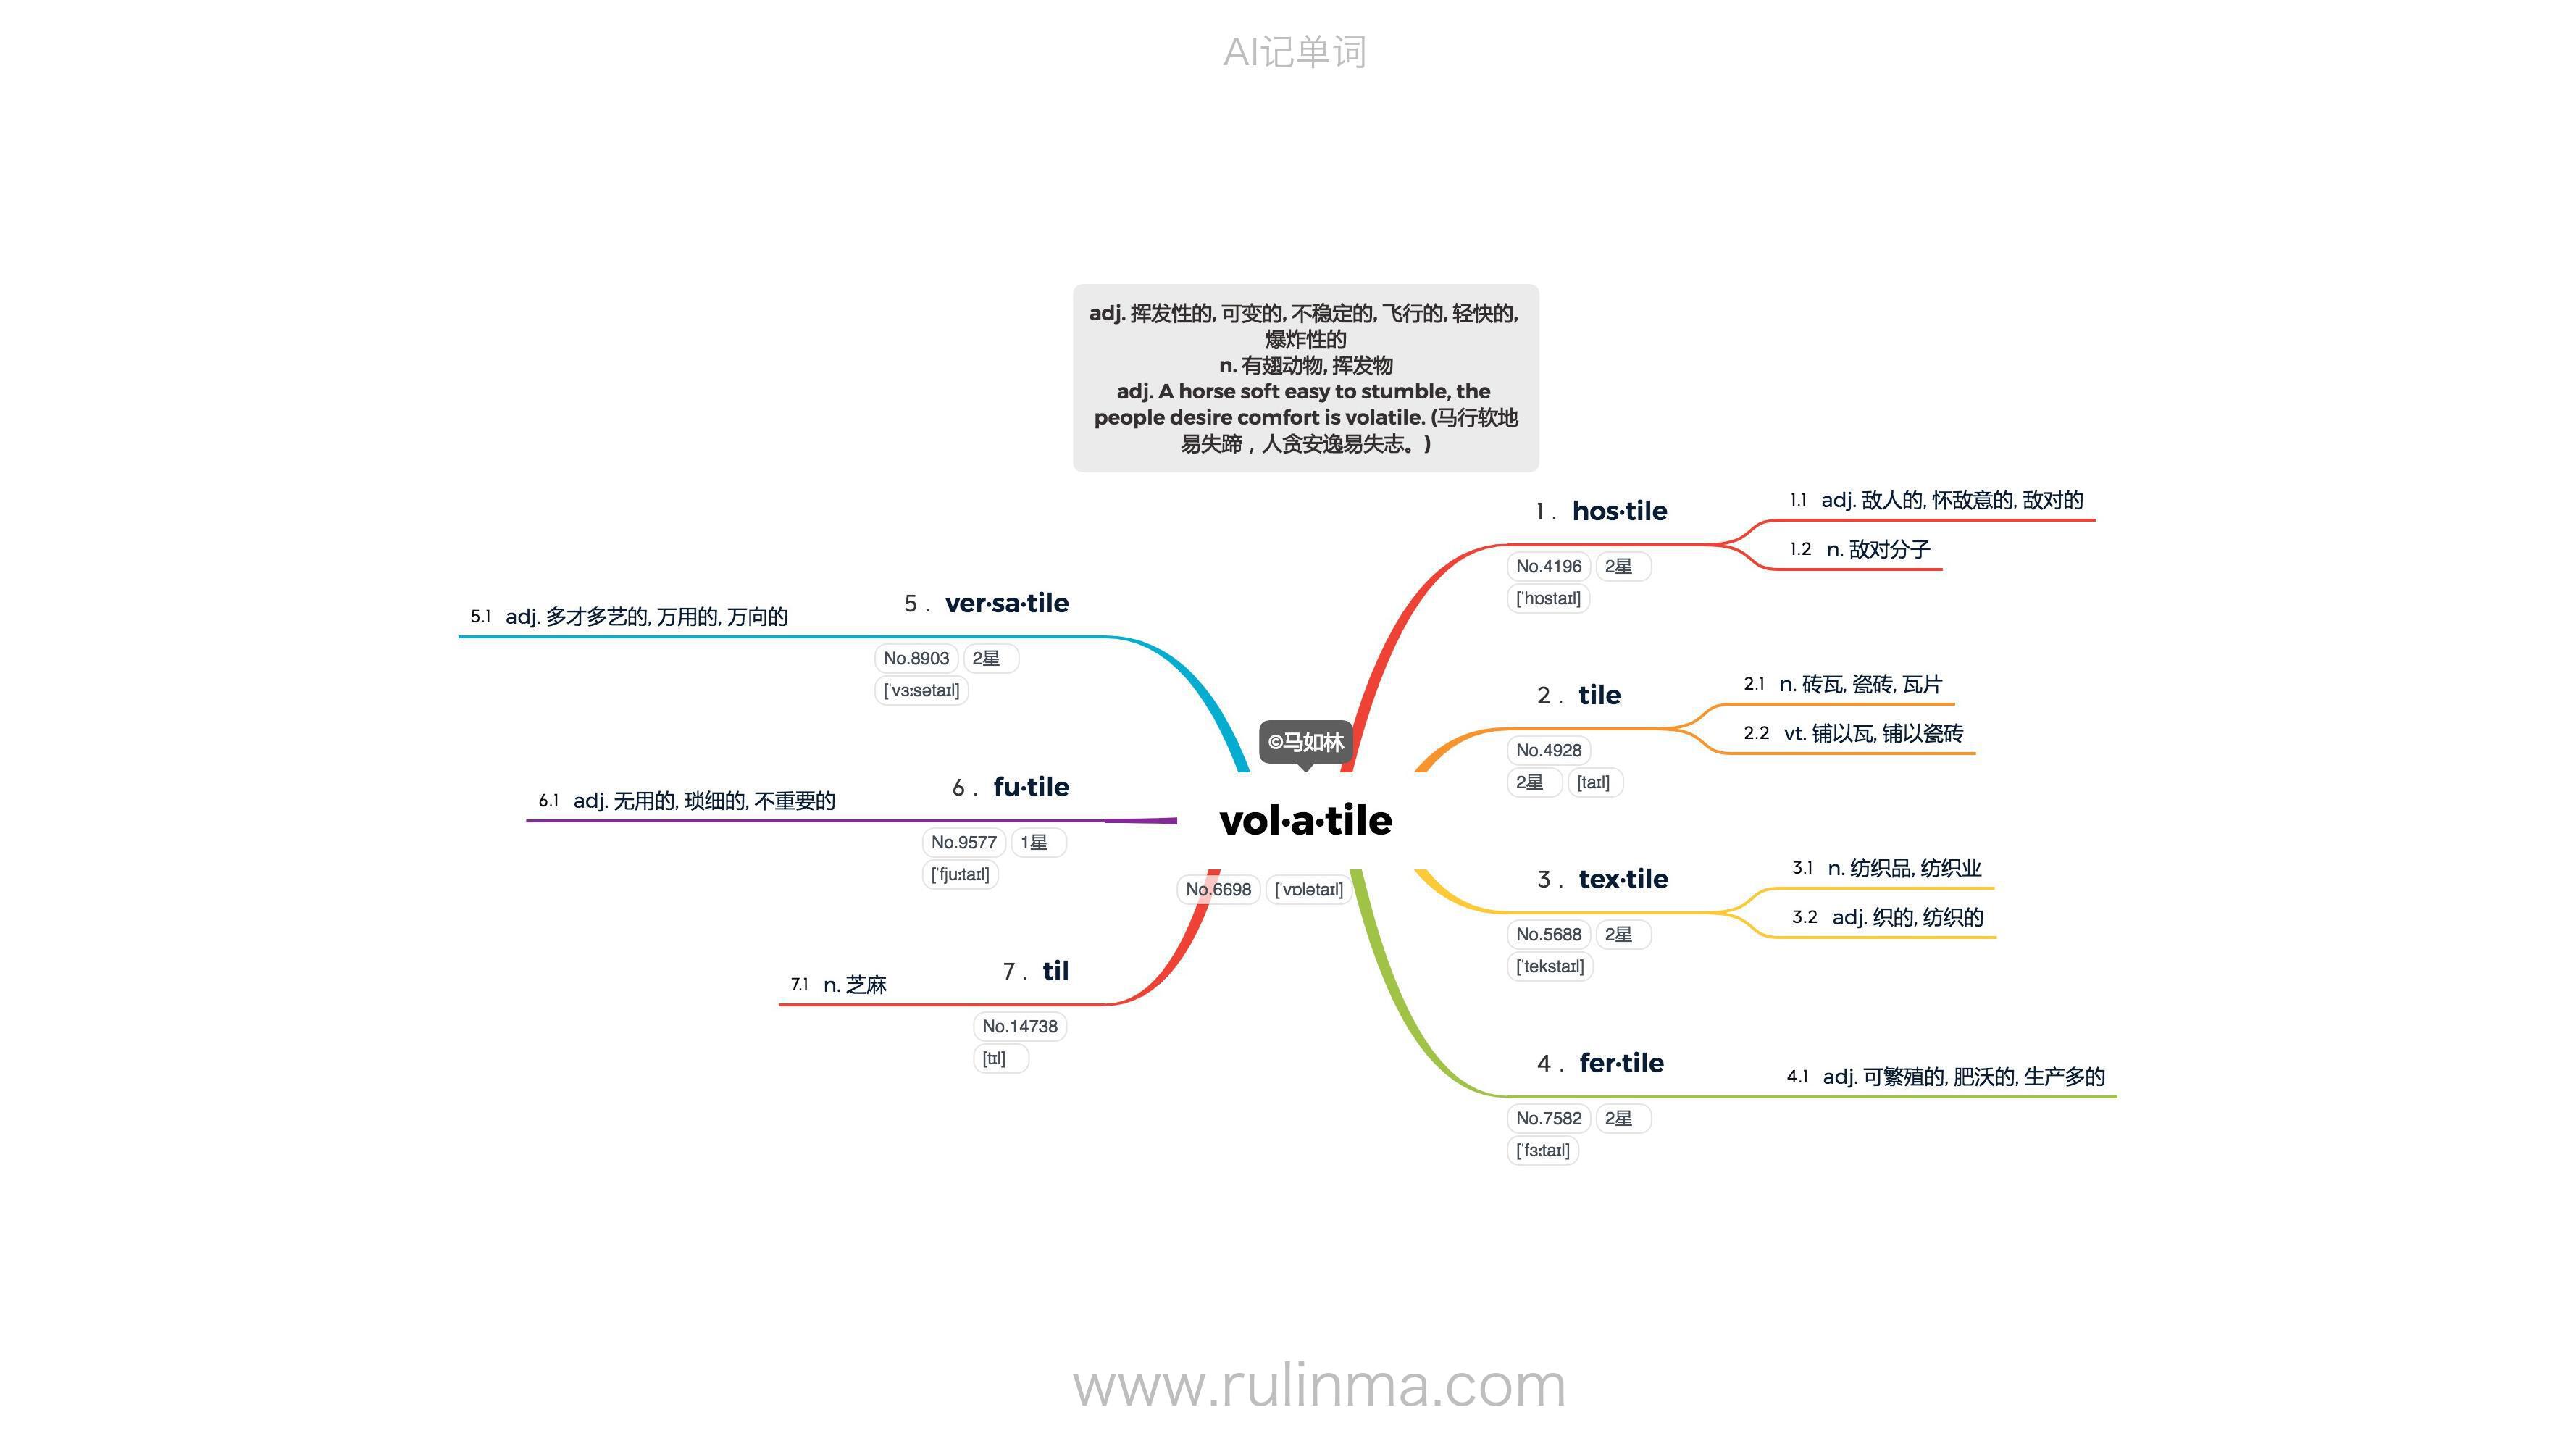 AI记单词
adj. 挥发性的, 可变的, 不稳定的, 飞行的, 轻快的,
爆炸性的
n. 有翅动物, 挥发物
adj. A horse soft easy to stumble, the
people desire comfort is volatile. (马行软地
易失蹄，人贪安逸易失志。)
©马如林
vol·a·tile
No.6698 [ˈvɒlətaɪl]
1. hos·tile
No.4196 2星
[ˈhɒstaɪl]
1.1 adj. 敌人的, 怀敌意的, 敌对的
1.2 n. 敌对分子
2. tile
No.4928
2星 [taɪl]
2.1 n. 砖瓦, 瓷砖, 瓦片
2.2 vt. 铺以瓦, 铺以瓷砖
3. tex·tile
No.5688 2星
[ˈtekstaɪl]
3.1 n. 纺织品, 纺织业
3.2 adj. 织的, 纺织的
4. fer·tile
No.7582 2星
[ˈfɜːtaɪl]
4.1 adj. 可繁殖的, 肥沃的, 生产多的
5. ver·sa·tile
No.8903 2星
[ˈvɜːsətaɪl]
5.1 adj. 多才多艺的, 万用的, 万向的
6. fu·tile
No.9577 1星
[ˈfjuːtaɪl]
6.1 adj. 无用的, 琐细的, 不重要的
7. til
No.14738
[tɪl]
7.1 n. 芝麻
www.rulinma.com